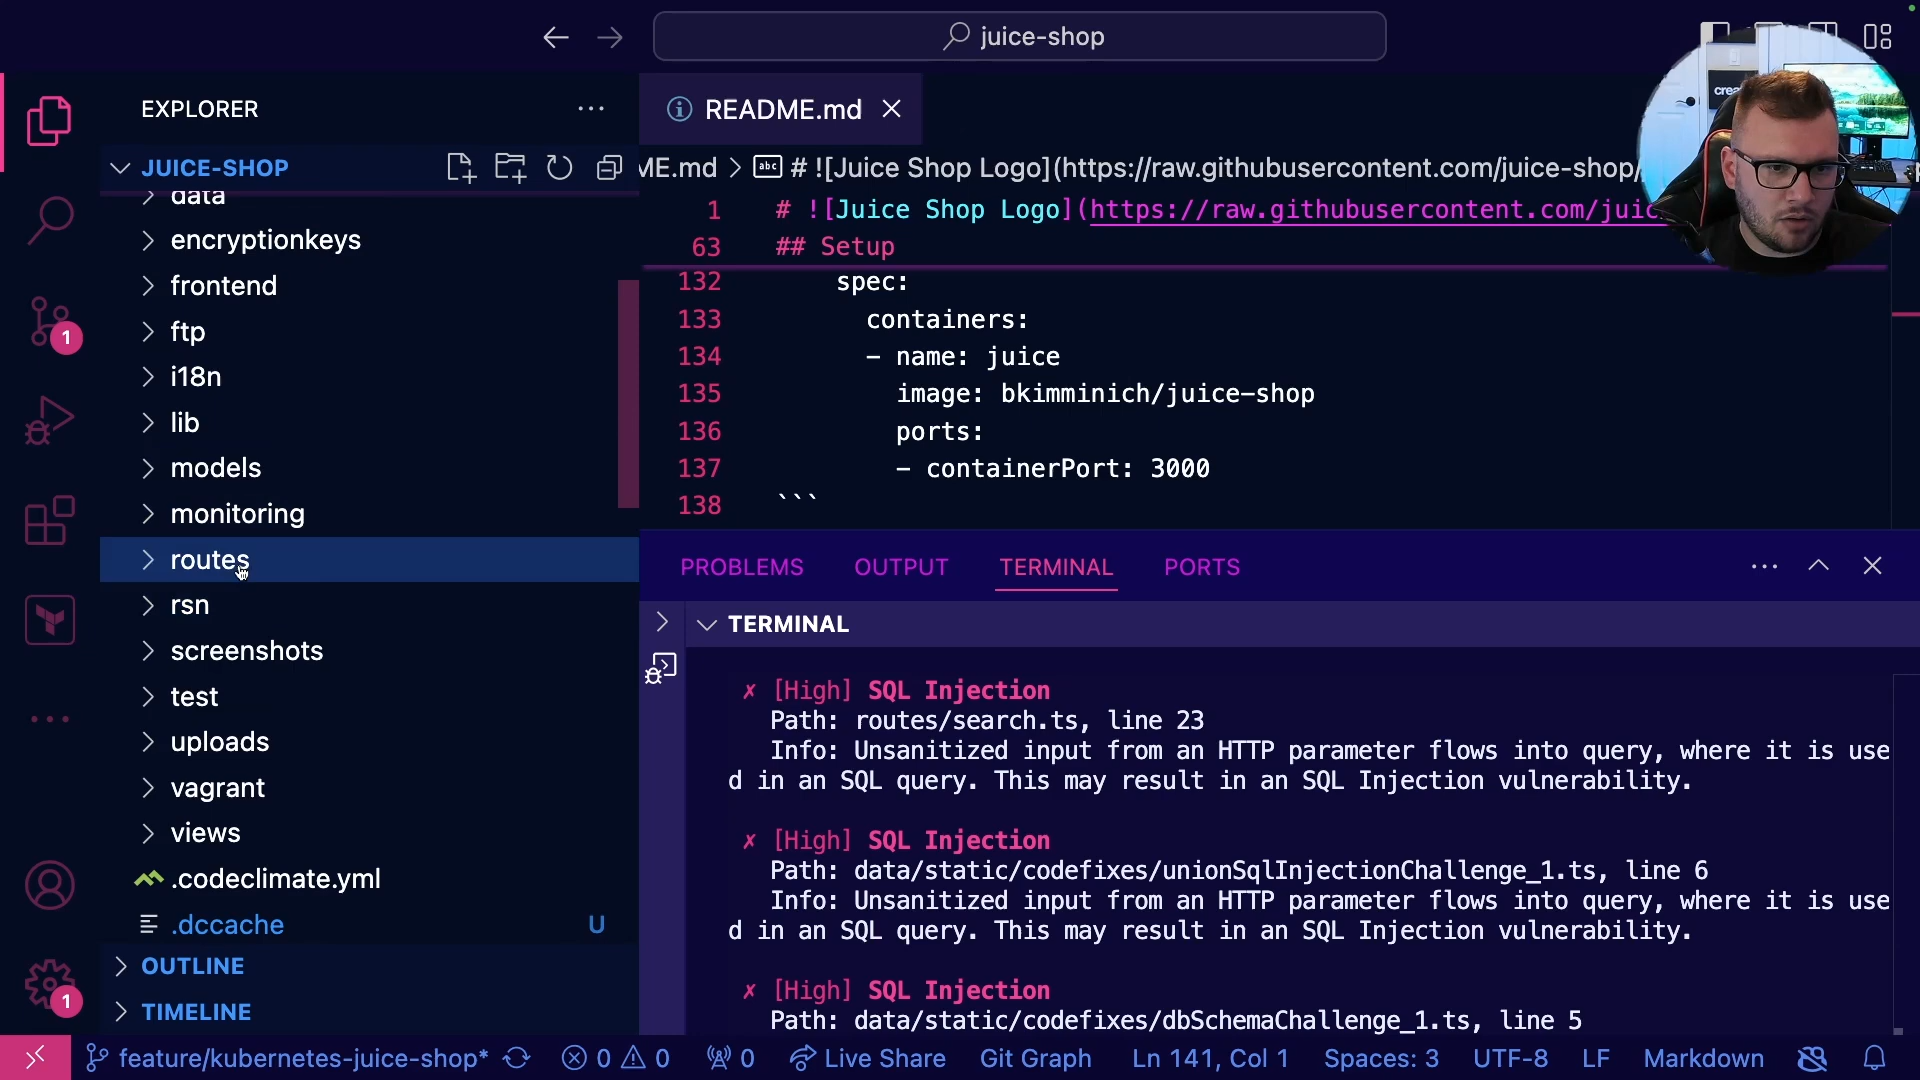 juice-shop
EXPLORER
README.md
JUICE-SHOP
ME.md > # ![Juice Shop Logo](https://raw.githubusercontent.com/juice-shop/
data
encryptionkeys
frontend
ftp
i18n
lib
models
monitoring
routes
rsn
screenshots
test
uploads
vagrant
views
.codeclimate.yml
.dccache U
OUTLINE
TIMELINE
1 # ![Juice Shop Logo](https://raw.githubusercontent.com/juic
63 ## Setup
132 spec:
133 containers:
134 - name: juice
135 image: bkimminich/juice-shop
136 ports:
137 - containerPort: 3000
138 ```
PROBLEMS OUTPUT TERMINAL PORTS
TERMINAL
✗ [High] SQL Injection
Path: routes/search.ts, line 23
Info: Unsanitized input from an HTTP parameter flows into query, where it is use
d in an SQL query. This may result in an SQL Injection vulnerability.
✗ [High] SQL Injection
Path: data/static/codefixes/unionSqlInjectionChallenge_1.ts, line 6
Info: Unsanitized input from an HTTP parameter flows into query, where it is use
d in an SQL query. This may result in an SQL Injection vulnerability.
✗ [High] SQL Injection
Path: data/static/codefixes/dbSchemaChallenge_1.ts, line 5
1
1
feature/kubernetes-juice-shop* 0 0 0 Live Share Git Graph Ln 141, Col 1 Spaces: 3 UTF-8 LF Markdown